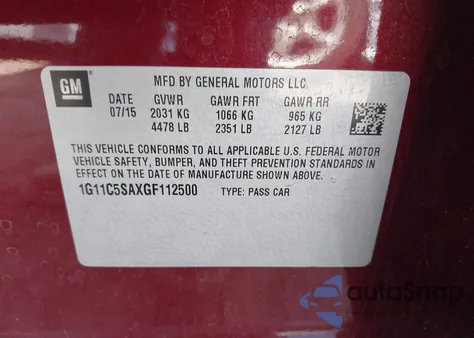 GM
MFD BY GENERAL MOTORS LLC
DATE GVWR GAWR FRT GAWR RR
07/15 2031 KG 1066 KG 965 KG
4478 LB 2351 LB 2127 LB
THIS VEHICLE CONFORMS TO ALL APPLICABLE U.S. FEDERAL MOTOR
VEHICLE SAFETY, BUMPER, AND THEFT PREVENTION STANDARDS IN
EFFECT ON THE DATE OF MANUFACTURE SHOWN ABOVE.
1G11C5SAXGF112500 TYPE: PASS CAR
autoSnap